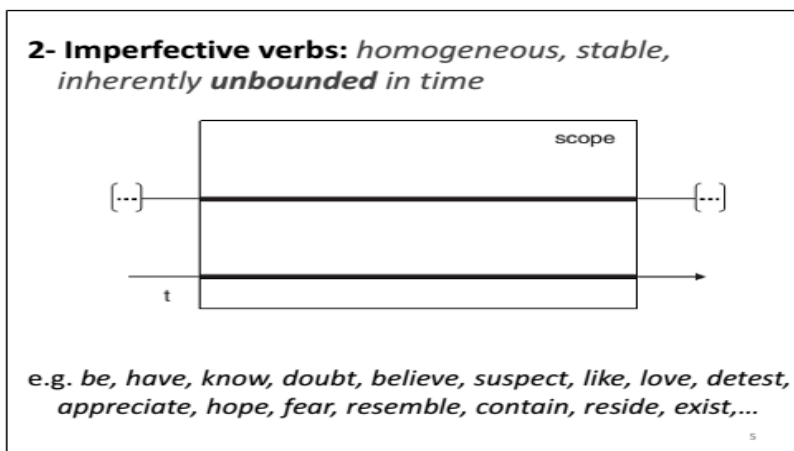 2- Imperfective verbs: homogeneous, stable,
inherently unbounded in time
scope
(---) (---)
t
e.g. be, have, know, doubt, believe, suspect, like, love, detest,
appreciate, hope, fear, resemble, contain, reside, exist,...
5